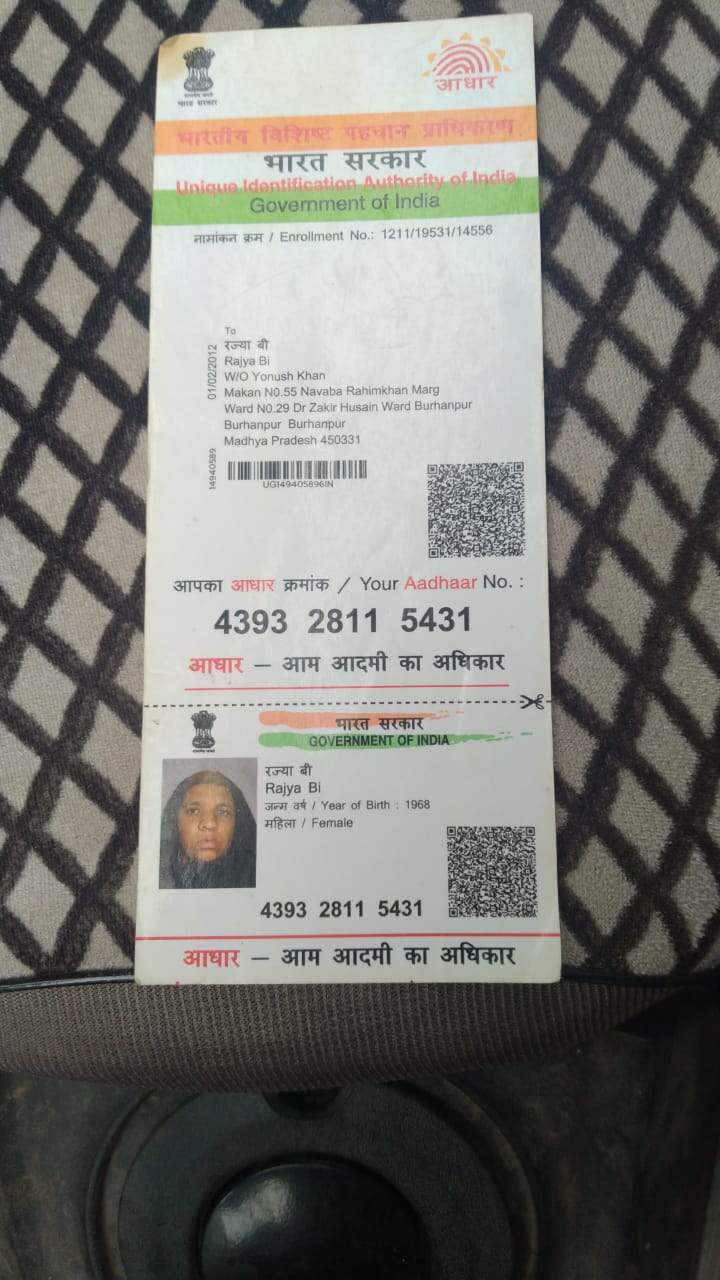 भारत सरकार
आधार
भारतीय विशिष्ट पहचान प्राधिकरण
भारत सरकार
Unique Identification Authority of India
Government of India
नामांकन क्रम / Enrollment No.: 1211/19531/14556
To
रज्या बी
Rajya Bi
W/O Yonush Khan
Makan N0.55 Navaba Rahimkhan Marg
Ward N0.29 Dr Zakir Husain Ward Burhanpur
Burhanpur Burhanpur
Madhya Pradesh 450331
01/02/2012
14940589
UG149405896IN
आपका आधार क्रमांक / Your Aadhaar No. :
4393 2811 5431
आधार — आम आदमी का अधिकार
भारत सरकार
GOVERNMENT OF INDIA
रज्या बी
Rajya Bi
जन्म वर्ष / Year of Birth : 1968
महिला / Female
4393 2811 5431
आधार — आम आदमी का अधिकार